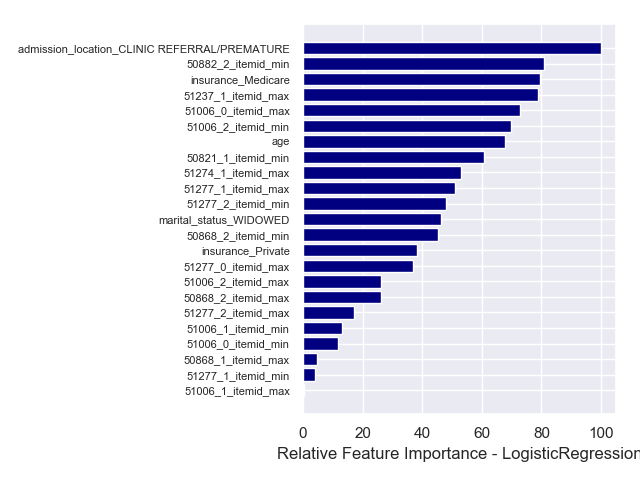 admission_location_CLINIC REFERRAL/PREMATURE
50882_2_itemid_min
insurance_Medicare
51237_1_itemid_max
51006_0_itemid_max
51006_2_itemid_min
age
50821_1_itemid_min
51274_1_itemid_max
51277_1_itemid_max
51277_2_itemid_min
marital_status_WIDOWED
50868_2_itemid_min
insurance_Private
51277_0_itemid_max
51006_2_itemid_max
50868_2_itemid_max
51277_2_itemid_max
51006_1_itemid_min
51006_0_itemid_min
50868_1_itemid_max
51277_1_itemid_min
51006_1_itemid_max
0 20 40 60 80 100
Relative Feature Importance - LogisticRegression